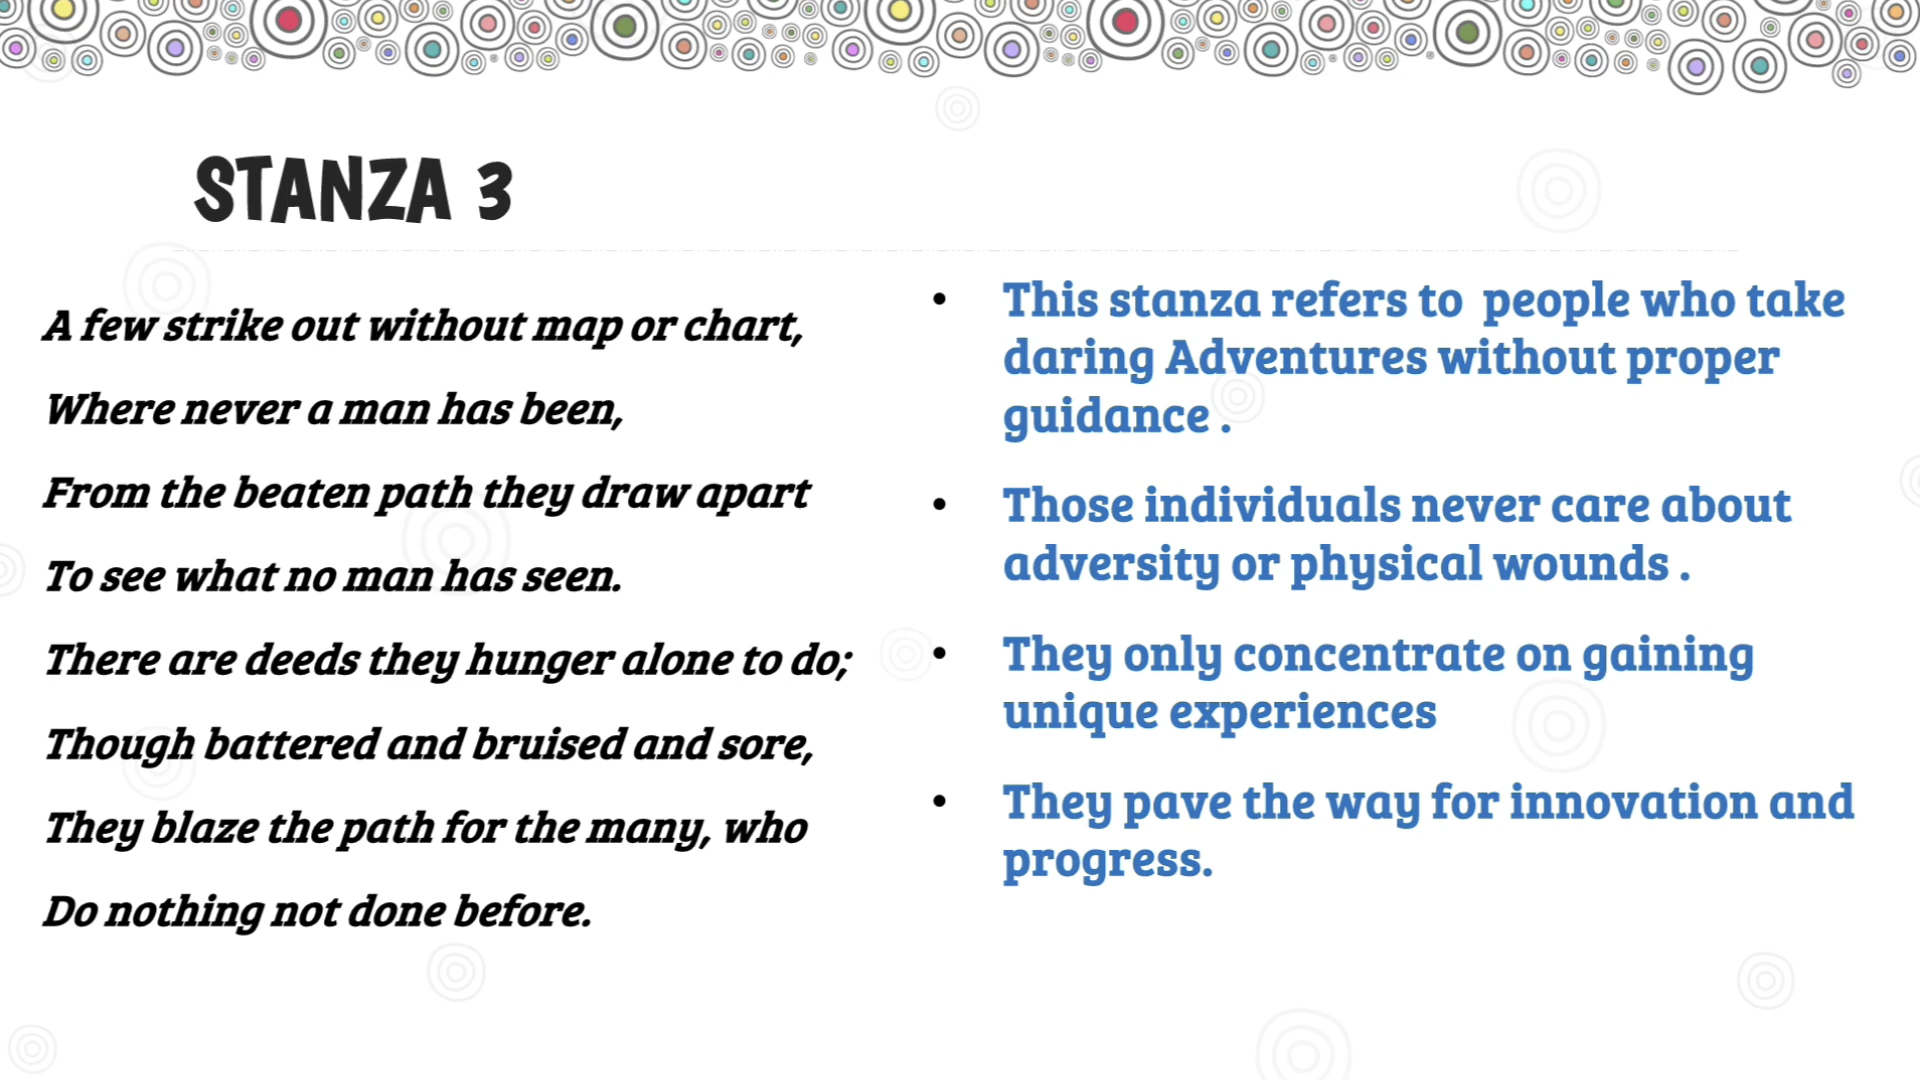 STANZA 3
A few strike out without map or chart,
Where never a man has been,
From the beaten path they draw apart
To see what no man has seen.
There are deeds they hunger alone to do;
Though battered and bruised and sore,
They blaze the path for the many, who
Do nothing not done before.
• This stanza refers to  people who take
daring Adventures without proper
guidance .
• Those individuals never care about
adversity or physical wounds .
• They only concentrate on gaining
unique experiences
• They pave the way for innovation and
progress.